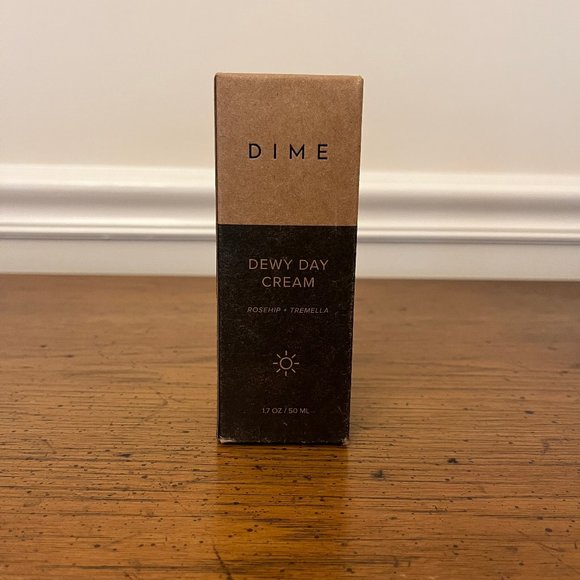 DIME
DEWY DAY
CREAM
ROSEHIP + TREMELLA
1.7 OZ / 50 ML